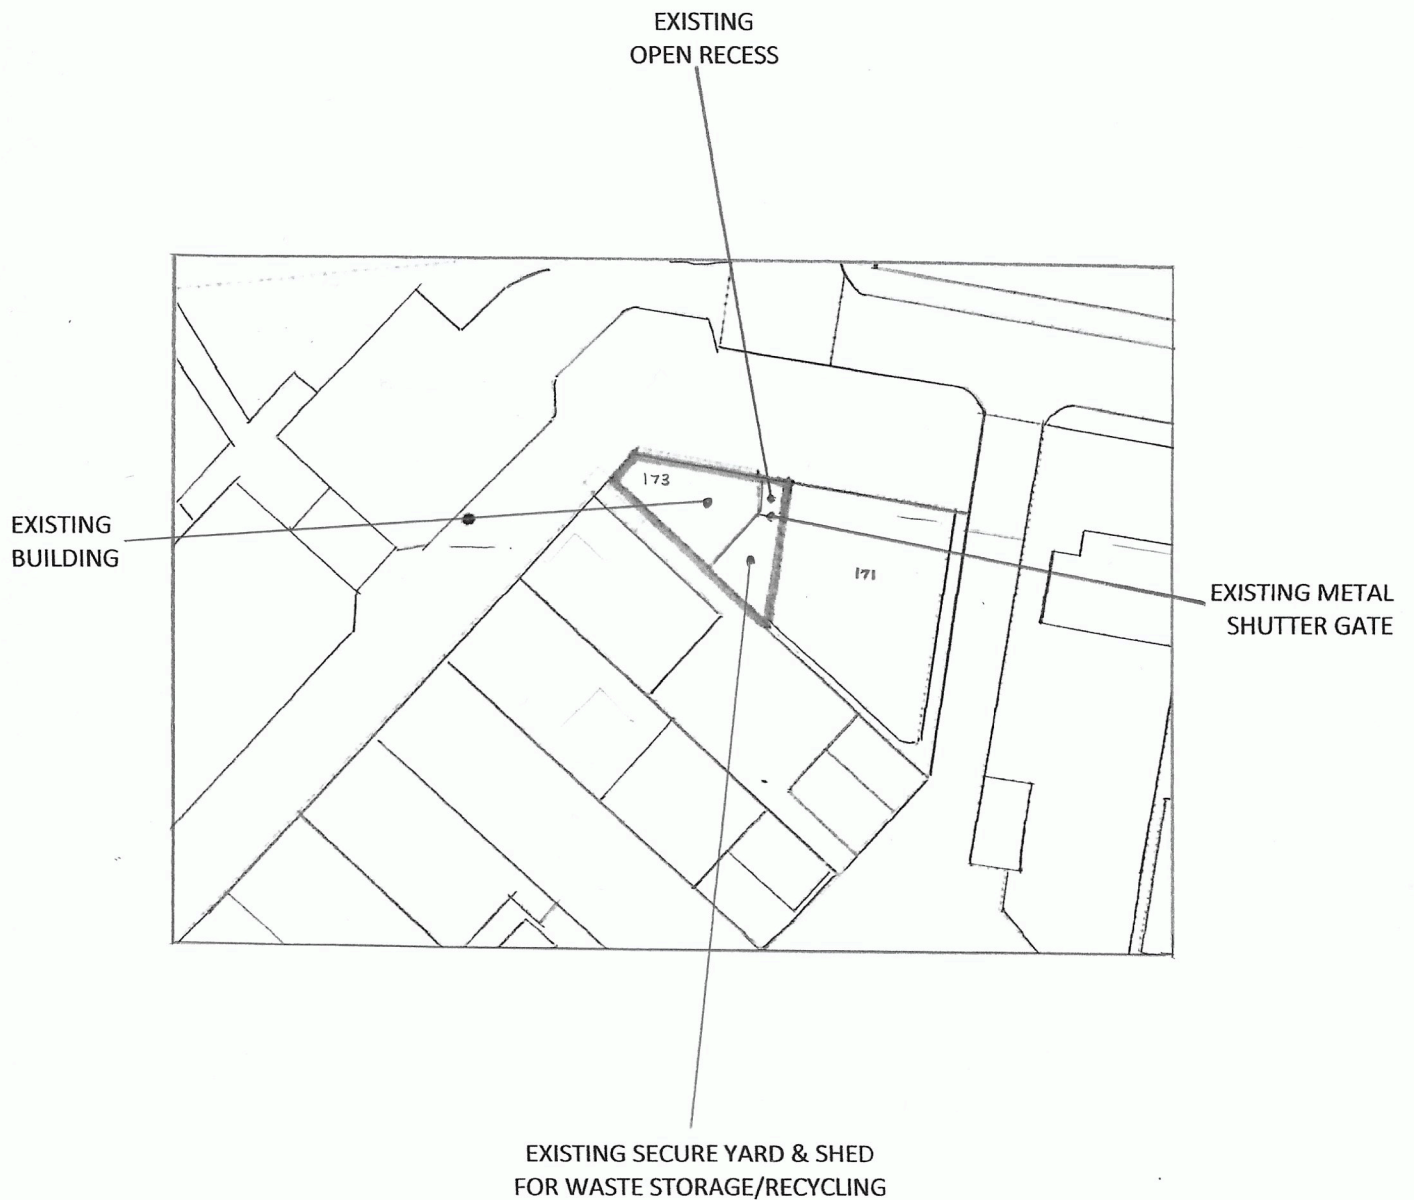 EXISTING
OPEN RECESS
173
EXISTING
BUILDING
171
EXISTING METAL
SHUTTER GATE
EXISTING SECURE YARD & SHED
FOR WASTE STORAGE/RECYCLING